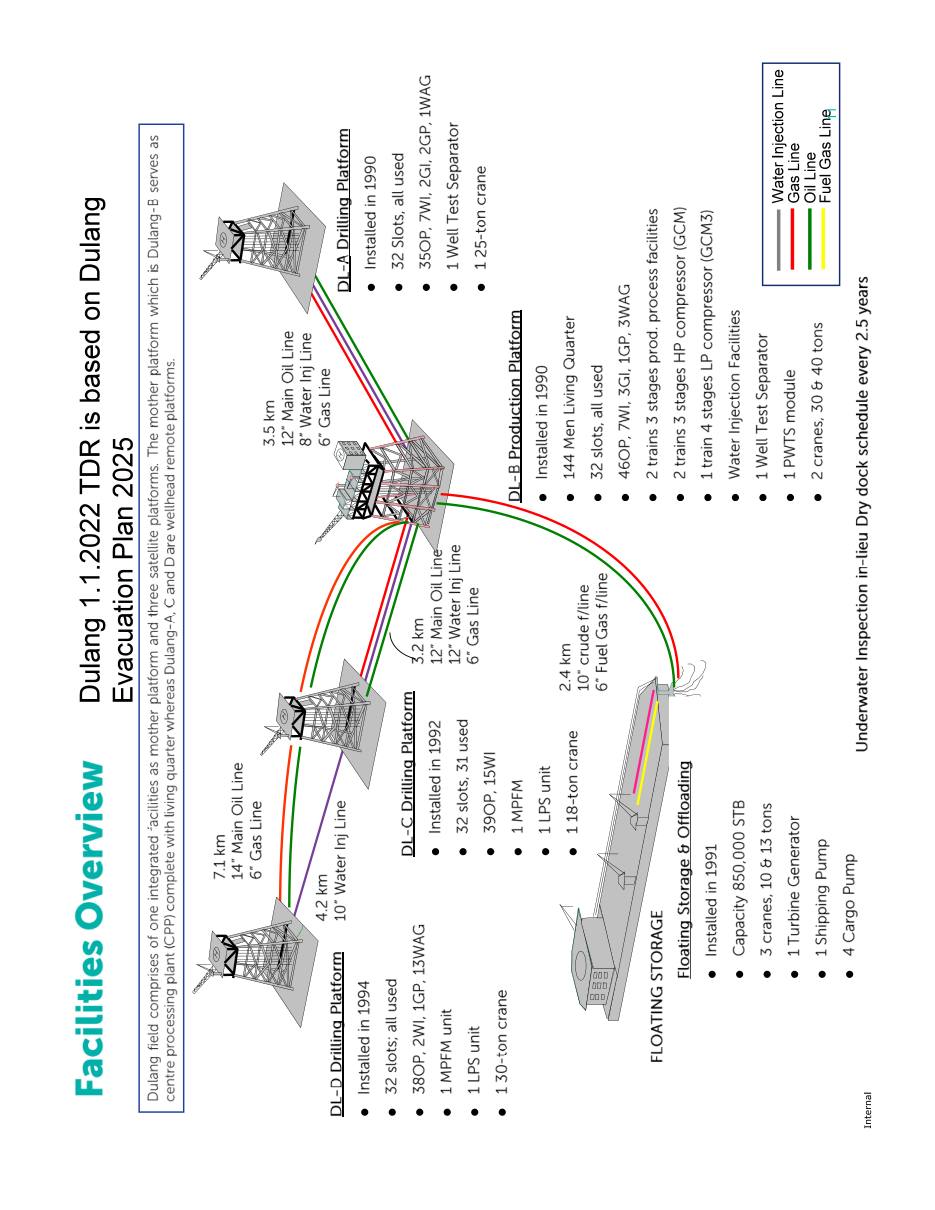 Facilities Overview
Dulang 1.1.2022 TDR is based on Dulang
Evacuation Plan 2025
Dulang field comprises of one integrated facilities as mother platform and three satellite platforms. The mother platform which is Dulang-B serves as
centre processing plant (CPP) complete with living quarter whereas Dulang-A, C and D are wellhead remote platforms.
7.1 km
14” Main Oil Line
6” Gas Line
4.2 km
10” Water Inj Line
3.5 km
12” Main Oil Line
8” Water Inj Line
6” Gas Line
3.2 km
12” Main Oil Line
12” Water Inj Line
6” Gas Line
2.4 km
10” crude f/line
6” Fuel Gas f/line
DL-D Drilling Platform
● Installed in 1994
● 32 slots; all used
● 38OP, 2WI, 1GP, 13WAG
● 1 MPFM unit
● 1 LPS unit
● 1 30-ton crane
DL-C Drilling Platform
● Installed in 1992
● 32 slots, 31 used
● 39OP, 15WI
● 1 MPFM
● 1 LPS unit
● 1 18-ton crane
DL-A Drilling Platform
● Installed in 1990
● 32 Slots, all used
● 35OP, 7WI, 2GI, 2GP, 1WAG
● 1 Well Test Separator
● 1 25-ton crane
DL-B Production Platform
● Installed in 1990
● 144 Men Living Quarter
● 32 slots, all used
● 46OP, 7WI, 3GI, 1GP, 3WAG
● 2 trains 3 stages prod. process facilities
● 2 trains 3 stages HP compressor (GCM)
● 1 train 4 stages LP compressor (GCM3)
● Water Injection Facilities
● 1 Well Test Separator
● 1 PWTS module
● 2 cranes, 30 & 40 tons
FLOATING STORAGE
Floating Storage & Offloading
● Installed in 1991
● Capacity 850,000 STB
● 3 cranes, 10 & 13 tons
● 1 Turbine Generator
● 1 Shipping Pump
● 4 Cargo Pump
Water Injection Line
Gas Line
Oil Line
Fuel Gas Line
11
Underwater Inspection in-lieu Dry dock schedule every 2.5 years
Internal